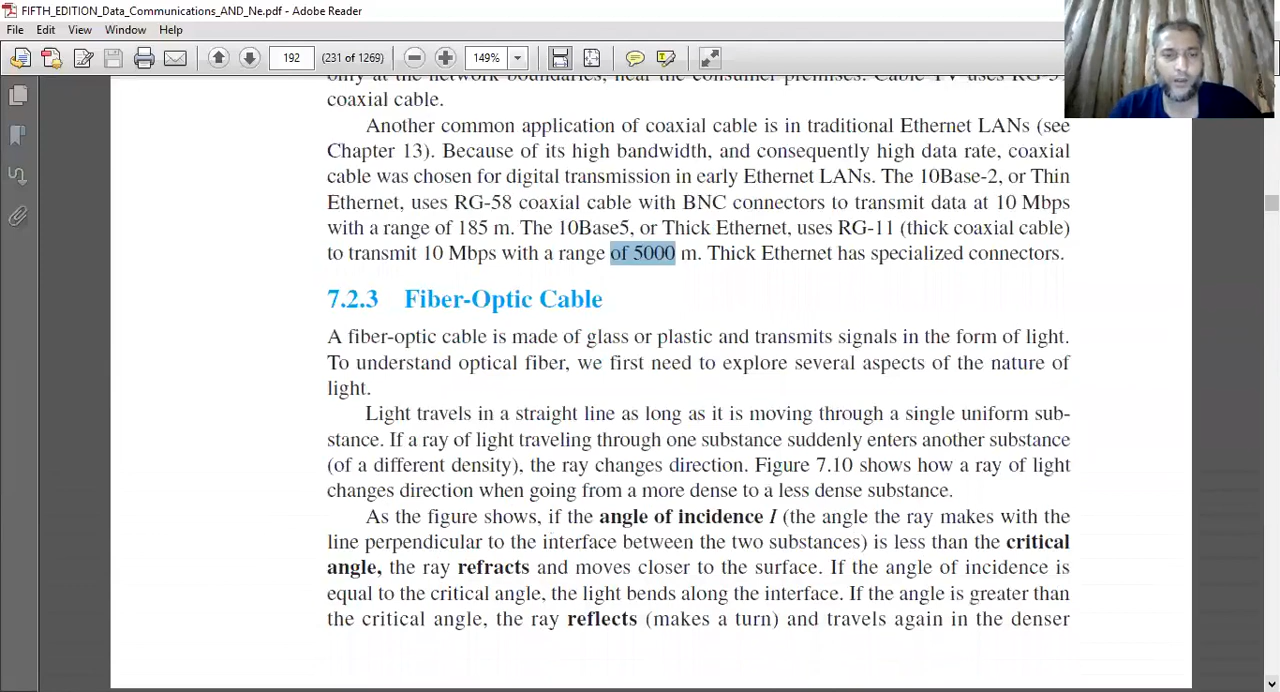 FIFTH_EDITION_Data_Communications_AND_Ne.pdf - Adobe Reader
File Edit View Window Help
192 (231 of 1269) 149%
only at the network boundaries, near the consumer premises. Cable TV uses RG-5
coaxial cable.
Another common application of coaxial cable is in traditional Ethernet LANs (see
Chapter 13). Because of its high bandwidth, and consequently high data rate, coaxial
cable was chosen for digital transmission in early Ethernet LANs. The 10Base-2, or Thin
Ethernet, uses RG-58 coaxial cable with BNC connectors to transmit data at 10 Mbps
with a range of 185 m. The 10Base5, or Thick Ethernet, uses RG-11 (thick coaxial cable)
to transmit 10 Mbps with a range of 5000 m. Thick Ethernet has specialized connectors.
7.2.3 Fiber-Optic Cable
A fiber-optic cable is made of glass or plastic and transmits signals in the form of light.
To understand optical fiber, we first need to explore several aspects of the nature of
light.
Light travels in a straight line as long as it is moving through a single uniform sub-
stance. If a ray of light traveling through one substance suddenly enters another substance
(of a different density), the ray changes direction. Figure 7.10 shows how a ray of light
changes direction when going from a more dense to a less dense substance.
As the figure shows, if the angle of incidence I (the angle the ray makes with the
line perpendicular to the interface between the two substances) is less than the critical
angle, the ray refracts and moves closer to the surface. If the angle of incidence is
equal to the critical angle, the light bends along the interface. If the angle is greater than
the critical angle, the ray reflects (makes a turn) and travels again in the denser